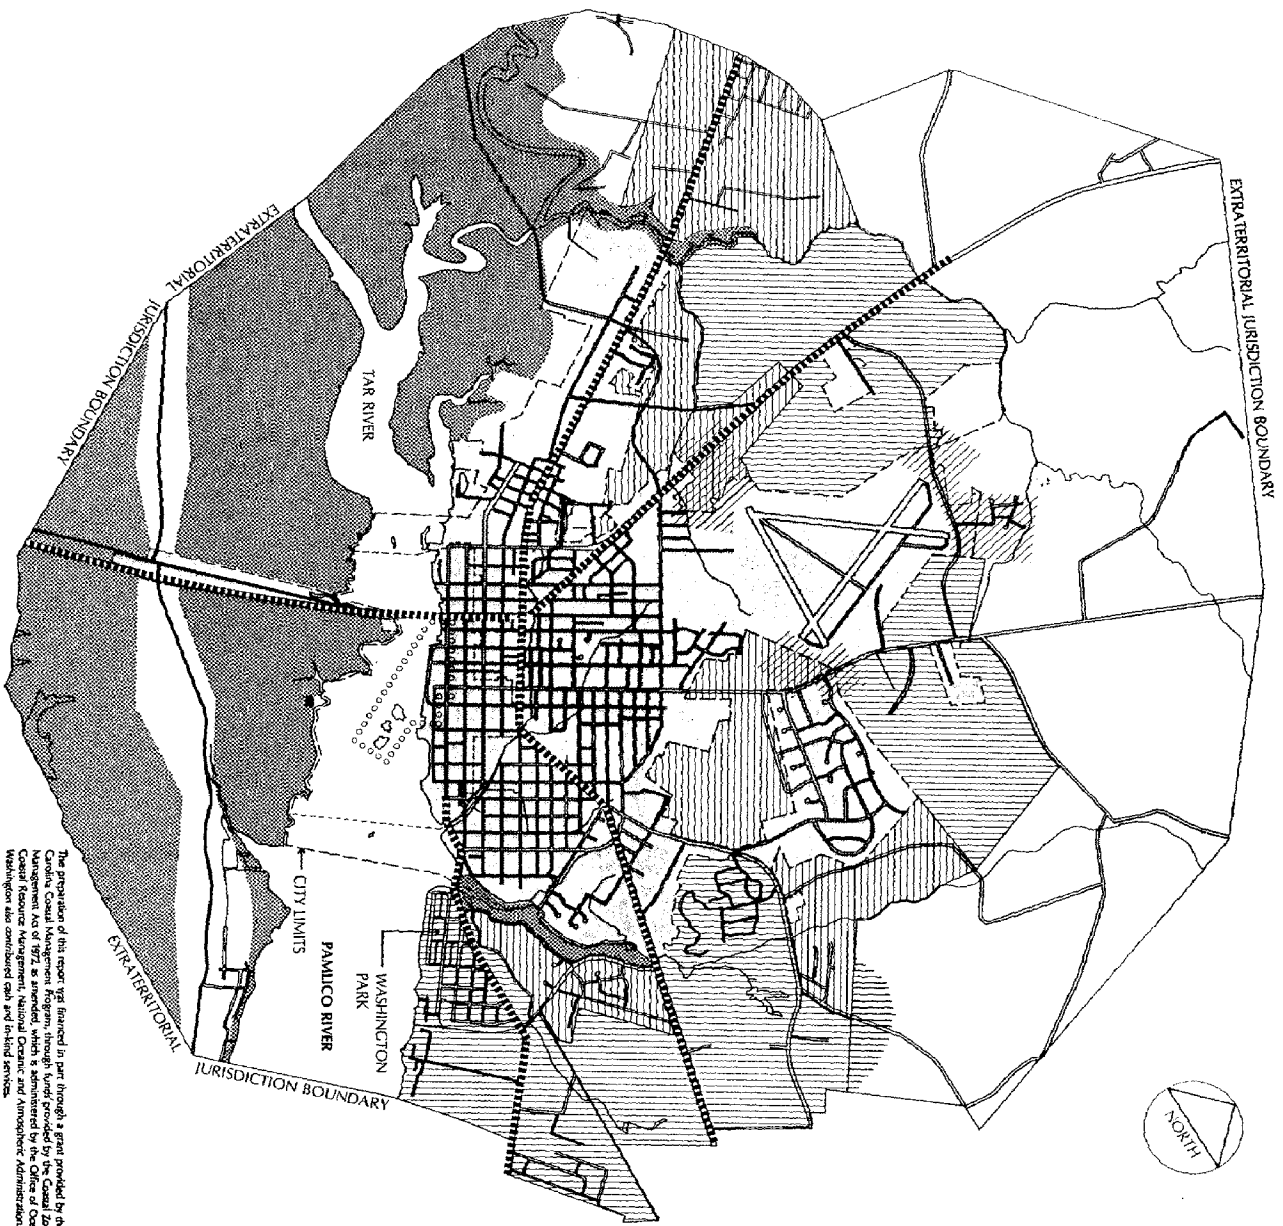 EXTRATERRITORIAL JURISDICTION BOUNDARY
EXTRATERRITORIAL
JURISDICTION BOUNDARY
TAR RIVER
CITY LIMITS
PAMLICO RIVER
WASHINGTON
PARK
EXTRATERRITORIAL
JURISDICTION BOUNDARY
NORTH
The preparation of this report was financed in part through a grant provided by the
Carolina Coastal Management Program, through funds provided by the Coastal Zo
Management Act of 1972, as amended, which is administered by the Office of Oce
Coastal Resource Management, National Oceanic and Atmospheric Administration.
Washington also contributed cash and in-kind services.